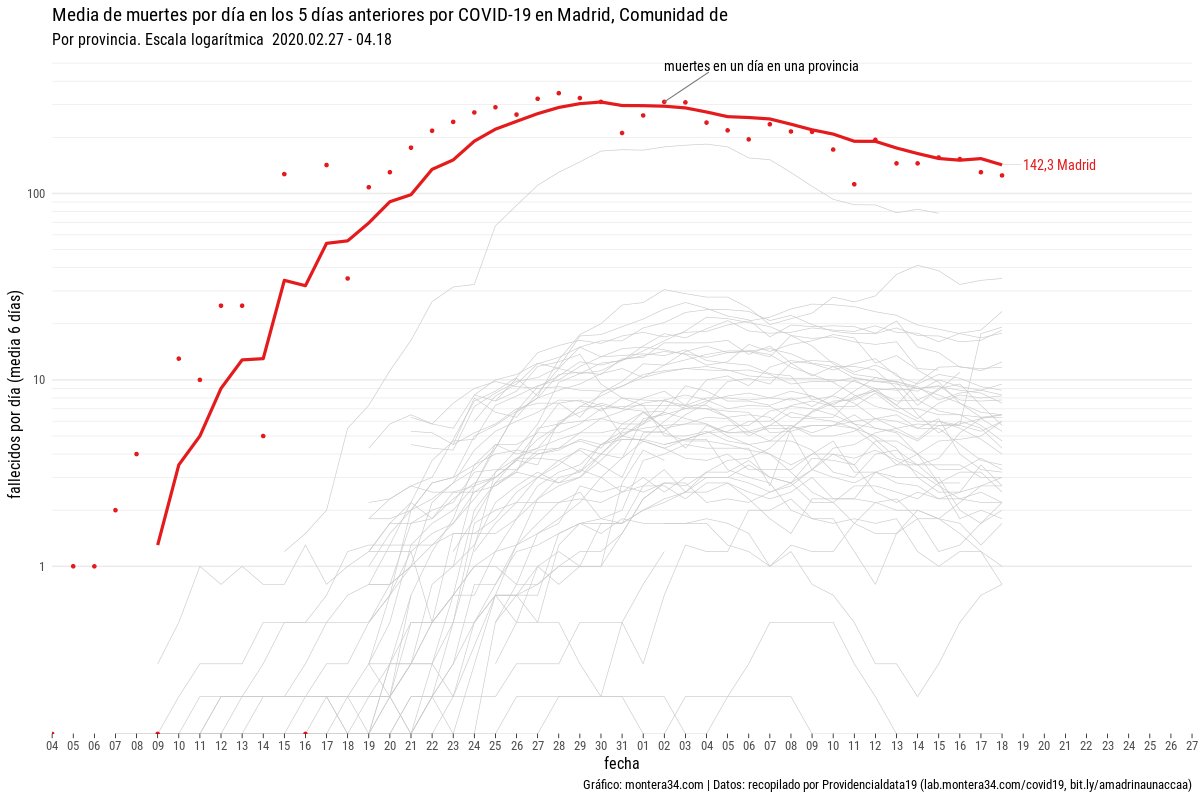 Media de muertes por día en los 5 días anteriores por COVID-19 en Madrid, Comunidad de
Por provincia. Escala logarítmica 2020.02.27 - 04.18
muertes en un día en una provincia
142,3 Madrid
100
10
1
fallecidos por día (media 6 días)
04 05 06 07 08 09 10 11 12 13 14 15 16 17 18 19 20 21 22 23 24 25 26 27 28 29 30 31 01 02 03 04 05 06 07 08 09 10 11 12 13 14 15 16 17 18 19 20 21 22 23 24 25 26 27
fecha
Gráfico: montera34.com | Datos: recopilado por Providencialdata19 (lab.montera34.com/covid19, bit.ly/amadrinaunaccaa)